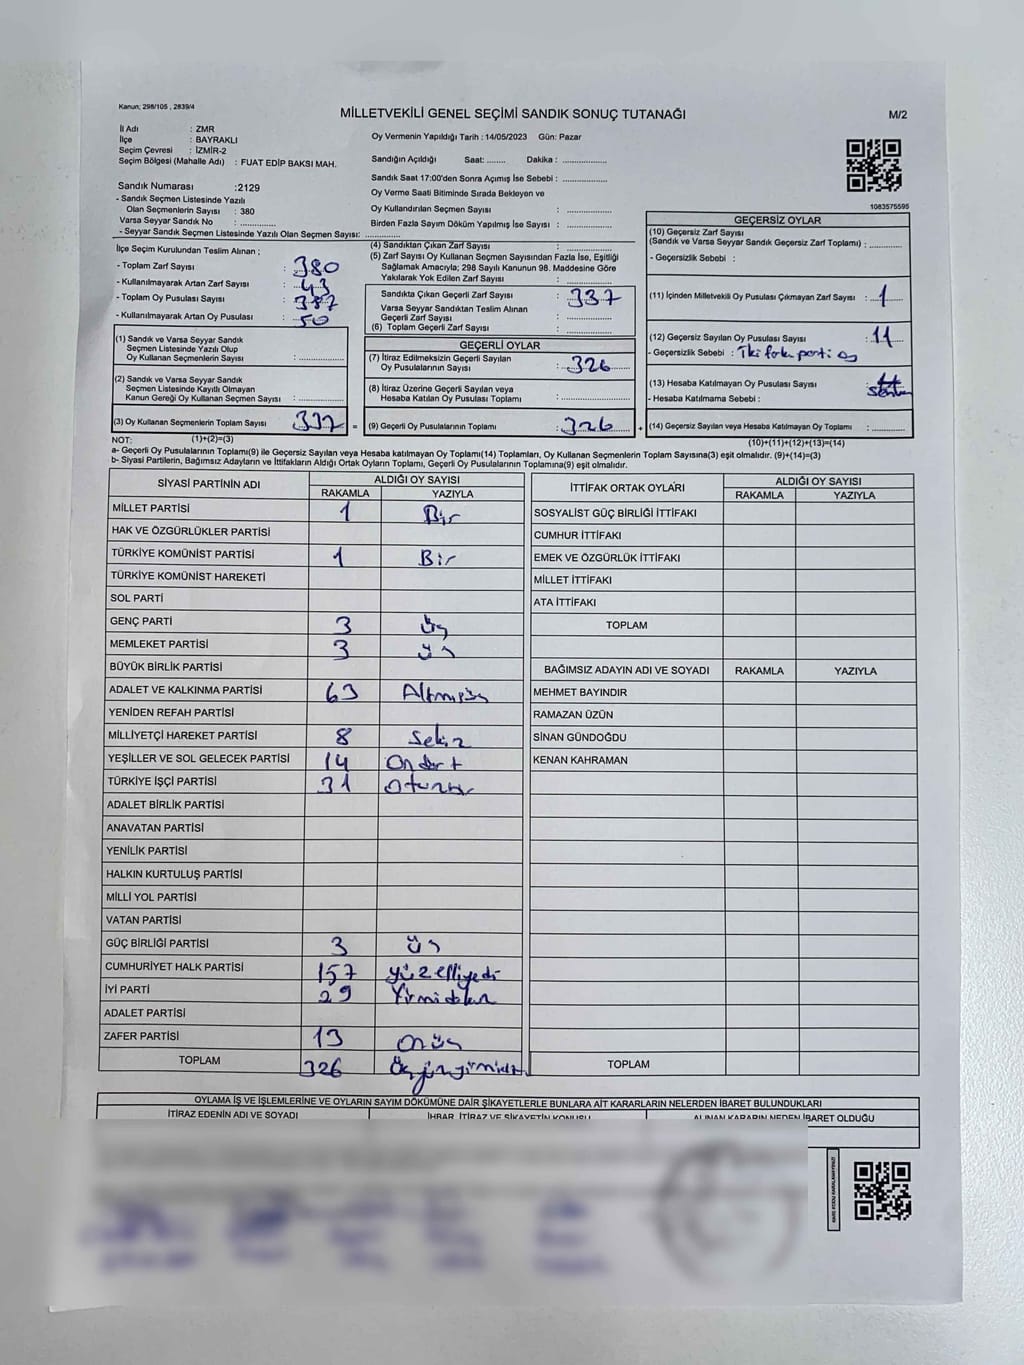 Kanun; 298/105 , 2839/4
MİLLETVEKİLİ GENEL SEÇİMİ SANDIK SONUÇ TUTANAĞI
M/2
İl Adı : ZMR
İlçe : BAYRAKLI
Seçim Çevresi : İZMİR-2
Seçim Bölgesi (Mahalle Adı) : FUAT EDİP BAKSI MAH.
Sandık Numarası :2129
- Sandık Seçmen Listesinde Yazılı
Olan Seçmenlerin Sayısı : 380
Varsa Seyyar Sandık No : ............
- Seyyar Sandık Seçmen Listesinde Yazılı Olan Seçmen Sayısı: ............
Oy Vermenin Yapıldığı Tarih : 14/05/2023 Gün: Pazar
Sandığın Açıldığı Saat: ....... Dakika : ................
Sandık Saat 17:00'den Sonra Açımış İse Sebebi : ................
Oy Verme Saati Bitiminde Sırada Bekleyen ve
Oy Kullandırılan Seçmen Sayısı : ................
Birden Fazla Sayım Döküm Yapılmış İse Sayısı : ................
1083575595
İlçe Seçim Kurulundan Teslim Alınan ;
- Toplam Zarf Sayısı : 380
- Kullanılmayarak Artan Zarf Sayısı : 43
- Toplam Oy Pusulası Sayısı : 387
- Kullanılmayarak Artan Oy Pusulası : 50
(1) Sandık ve Varsa Seyyar Sandık
Seçmen Listesinde Yazılı Olup
Oy Kullanan Seçmenlerin Sayısı : ............
(2) Sandık ve Varsa Seyyar Sandık
Seçmen Listesinde Kayıtlı Olmayan
Kanun Gereği Oy Kullanan Seçmen Sayısı : ............
(3) Oy Kullanan Seçmenlerin Toplam Sayısı 337 =
(4) Sandıktan Çıkan Zarf Sayısı : ................
(5) Zarf Sayısı Oy Kullanan Seçmen Sayısından Fazla İse, Eşitliği
Sağlamak Amacıyla; 298 Sayılı Kanunun 98. Maddesine Göre
Yakılarak Yok Edilen Zarf Sayısı : ................
Sandıkta Çıkan Geçerli Zarf Sayısı : 337
Varsa Seyyar Sandıktan Teslim Alınan
Geçerli Zarf Sayısı : ................
(6) Toplam Geçerli Zarf Sayısı : ................
GEÇERLİ OYLAR
(7) İtiraz Edilmeksizin Geçerli Sayılan
Oy Pusulalarının Sayısı : 326
(8) İtiraz Üzerine Geçerli Sayılan veya
Hesaba Katılan Oy Pusulası Toplamı : ................
(9) Geçerli Oy Pusulalarının Toplamı : 326 +
GEÇERSİZ OYLAR
(10) Geçersiz Zarf Sayısı
(Sandık ve Varsa Seyyar Sandık Geçersiz Zarf Toplamı) : ............
- Geçersizlik Sebebi :
(11) İçinden Milletvekili Oy Pusulası Çıkmayan Zarf Sayısı : 1
(12) Geçersiz Sayılan Oy Pusulası Sayısı : 11
- Geçersizlik Sebebi : İki parti
(13) Hesaba Katılmayan Oy Pusulası Sayısı :
- Hesaba Katılmama Sebebi :
(14) Geçersiz Sayılan veya Hesaba Katılmayan Oy Toplamı : ............
NOT: (1)+(2)=(3)
(10)+(11)+(12)+(13)=(14)
a- Geçerli Oy Pusulalarının Toplamı(9) ile Geçersiz Sayılan veya Hesaba katılmayan Oy Toplamı(14) Toplamları, Oy Kullanan Seçmenlerin Toplam Sayısına(3) eşit olmalıdır. (9)+(14)=(3)
b- Siyasi Partilerin, Bağımsız Adayların ve İttifakların Aldığı Ortak Oyların Toplamı, Geçerli Oy Pusulalarının Toplamına(9) eşit olmalıdır.
SİYASİ PARTİNİN ADI ALDIĞI OY SAYISI
RAKAMLA YAZIYLA
MİLLET PARTİSİ 1 Bir
HAK VE ÖZGÜRLÜKLER PARTİSİ
TÜRKİYE KOMÜNİST PARTİSİ 1 Bir
TÜRKİYE KOMÜNİST HAREKETİ
SOL PARTİ
GENÇ PARTİ 3 Üç
MEMLEKET PARTİSİ 3 Üç
BÜYÜK BİRLİK PARTİSİ
ADALET VE KALKINMA PARTİSİ 63 Altmışüç
YENİDEN REFAH PARTİSİ
MİLLİYETÇİ HAREKET PARTİSİ 8 Sekiz
YEŞİLLER VE SOL GELECEK PARTİSİ 14 Ondört
TÜRKİYE İŞÇİ PARTİSİ 31 Otuzbir
ADALET BİRLİK PARTİSİ
ANAVATAN PARTİSİ
YENİLİK PARTİSİ
HALKIN KURTULUŞ PARTİSİ
MİLLİ YOL PARTİSİ
VATAN PARTİSİ
GÜÇ BİRLİĞİ PARTİSİ 3 Üç
CUMHURİYET HALK PARTİSİ 157 Yüzelliyedi
İYİ PARTİ 29 Yirmidokuz
ADALET PARTİSİ
ZAFER PARTİSİ 13 Onüç
TOPLAM 326 Üçyüzyirmialtı
İTTİFAK ORTAK OYLARI ALDIĞI OY SAYISI
RAKAMLA YAZIYLA
SOSYALİST GÜÇ BİRLİĞİ İTTİFAKI
CUMHUR İTTİFAKI
EMEK VE ÖZGÜRLÜK İTTİFAKI
MİLLET İTTİFAKI
ATA İTTİFAKI
TOPLAM
BAĞIMSIZ ADAYIN ADI VE SOYADI RAKAMLA YAZIYLA
MEHMET BAYINDIR
RAMAZAN ÜZÜN
SİNAN GÜNDOĞDU
KENAN KAHRAMAN
TOPLAM
OYLAMA İŞ VE İŞLEMLERİNE VE OYLARIN SAYIM DÖKÜMÜNE DAİR ŞİKAYETLERLE BUNLARA AİT KARARLARIN NELERDEN İBARET BULUNDUKLARI
İTİRAZ EDENİN ADI VE SOYADI İHBAR, İTİRAZ VE ŞİKAYETİN KONUSU ALINAN KARARIN NEDEN İBARET OLDUĞU